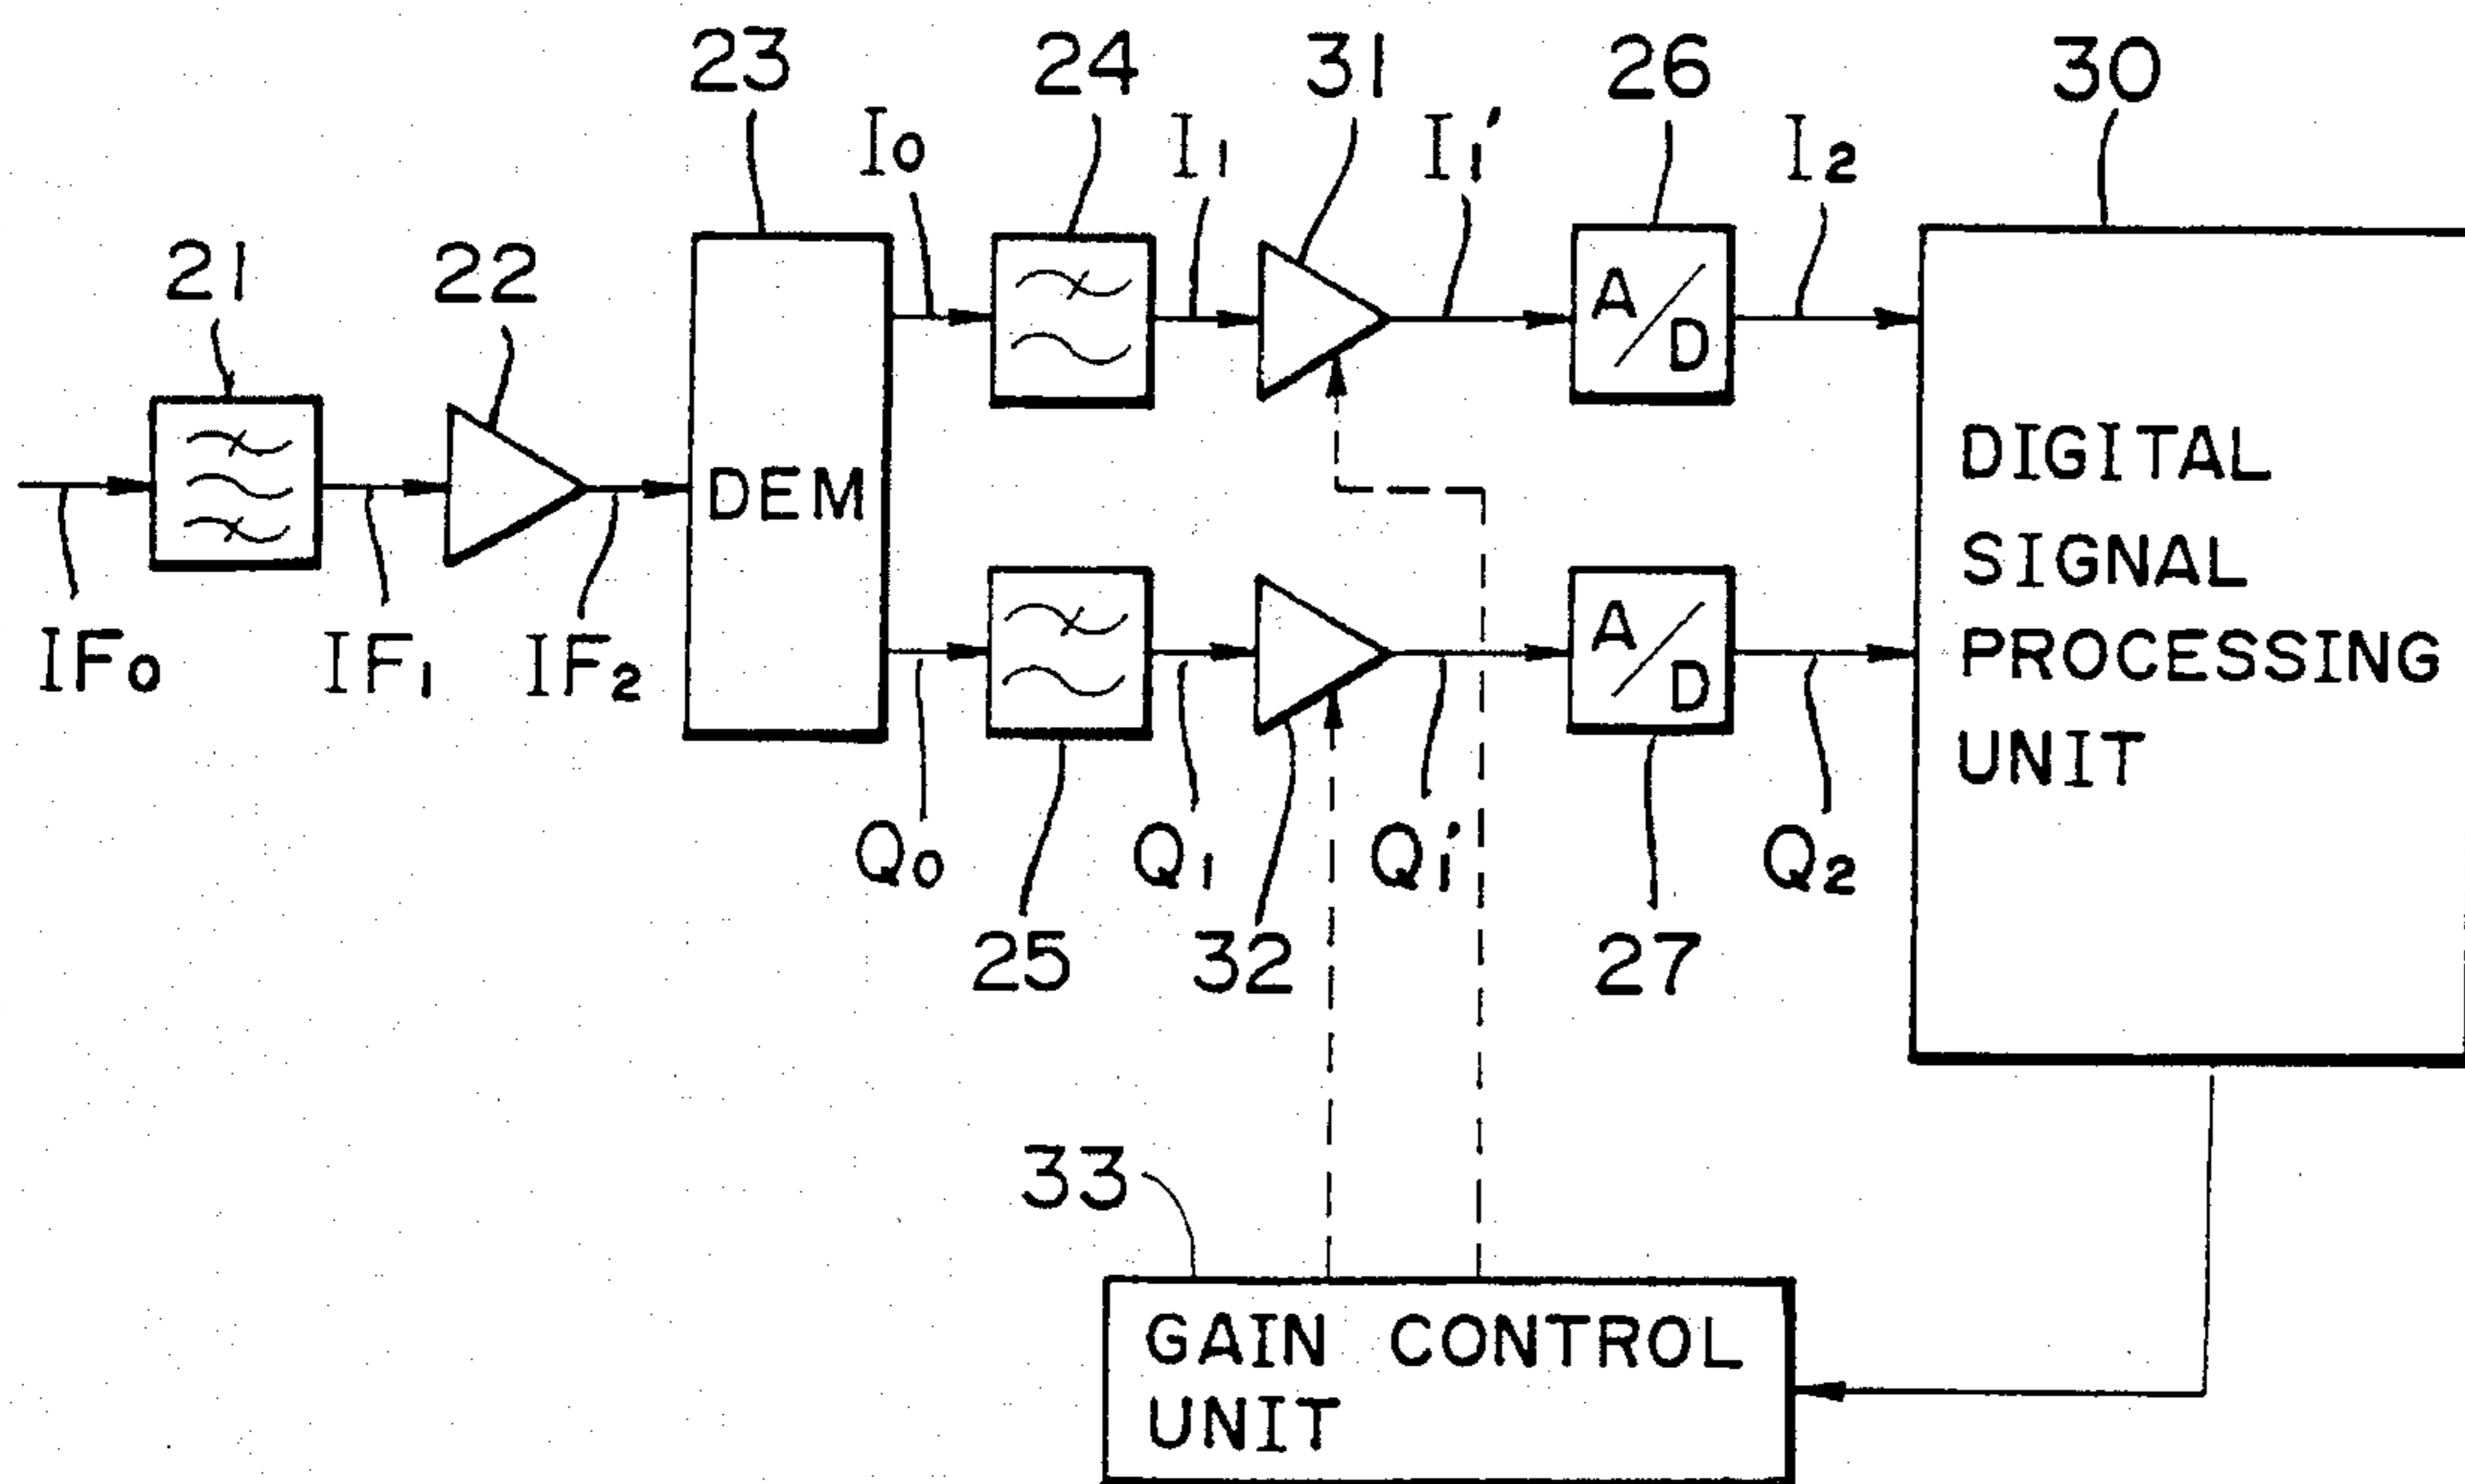 23
24
31
26
30
I0
I1
I1'
I2
21
22
A/D
DEM
DIGITAL
SIGNAL
PROCESSING
UNIT
A/D
IF0
IF1
IF2
Q0
Q1
Q1'
Q2
25
32
27
33
GAIN CONTROL
UNIT